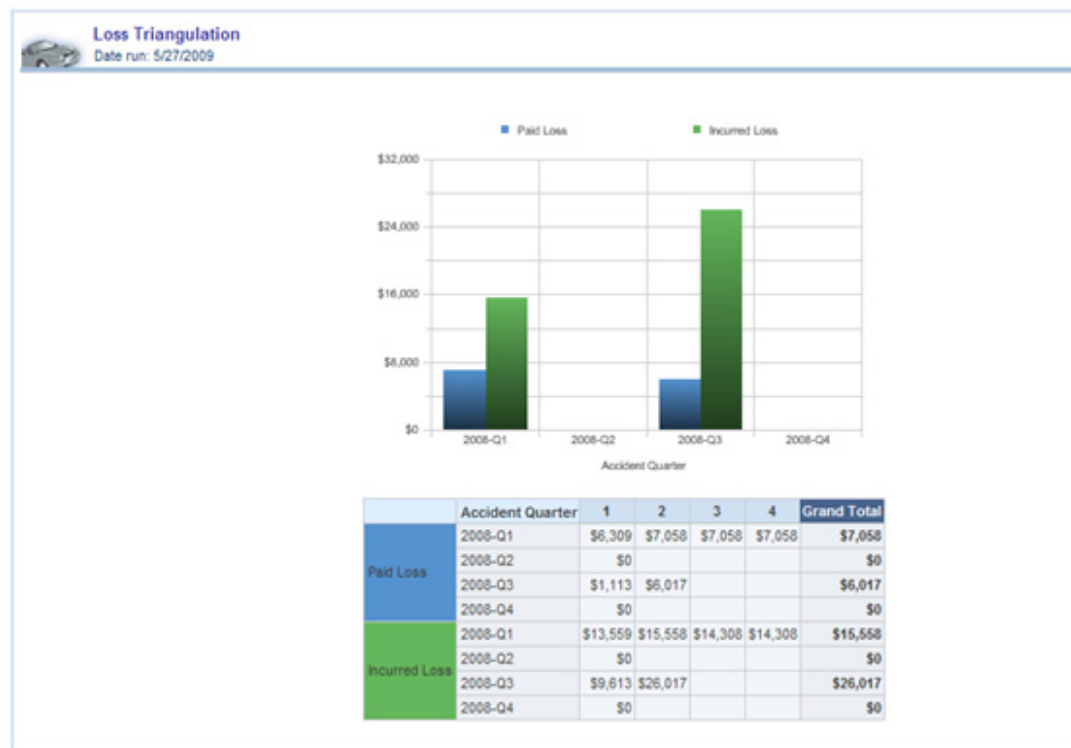 Loss Triangulation
Date run: 5/27/2009
Paid Loss Incurred Loss
$32,000
$24,000
$16,000
$8,000
$0
2008-Q1 2008-Q2 2008-Q3 2008-Q4
Accident Quarter
Accident Quarter 1 2 3 4 Grand Total
Paid Loss
2008-Q1 $6,309 $7,058 $7,058 $7,058 $7,058
2008-Q2 $0 $0
2008-Q3 $1,113 $6,017 $6,017
2008-Q4 $0 $0
Incurred Loss
2008-Q1 $13,559 $15,558 $14,308 $14,308 $15,558
2008-Q2 $0 $0
2008-Q3 $9,613 $26,017 $26,017
2008-Q4 $0 $0